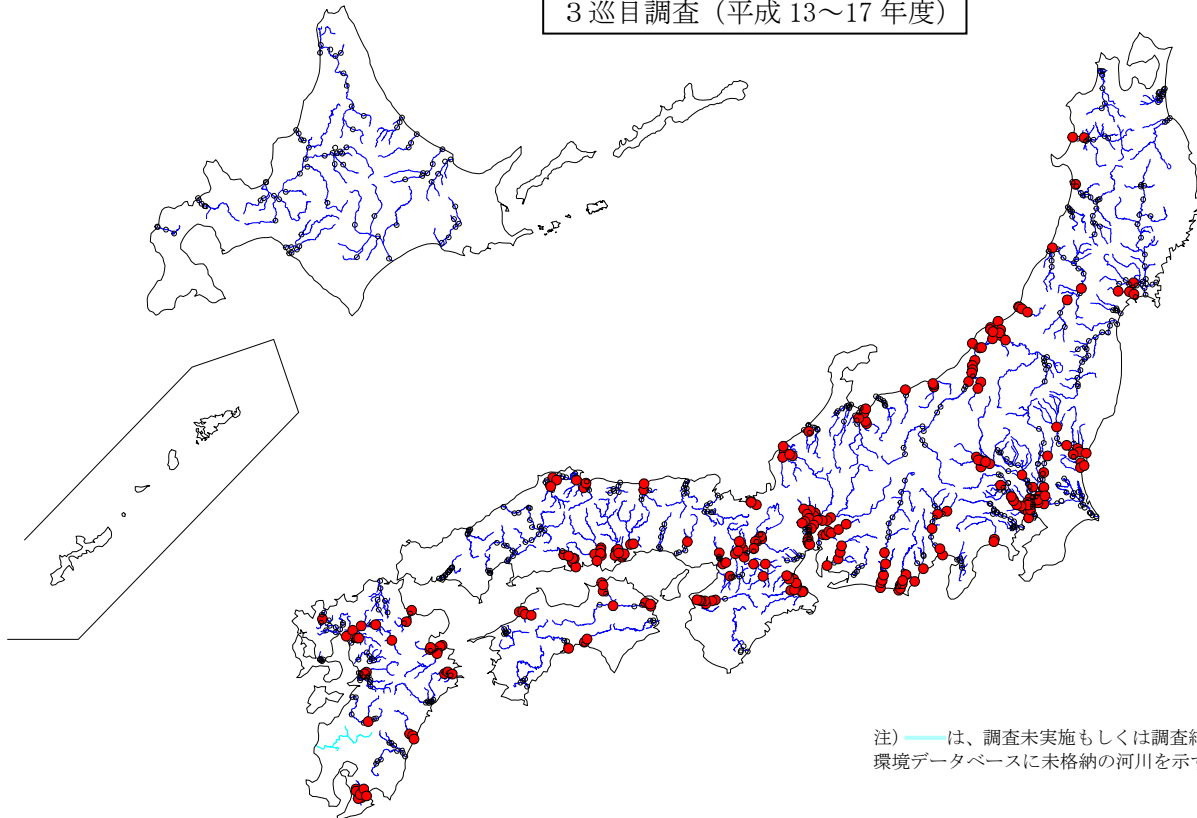 ３巡目調査（平成 13～17 年度）
注） は、調査未実施もしくは調査結
環境データベースに未格納の河川を示す